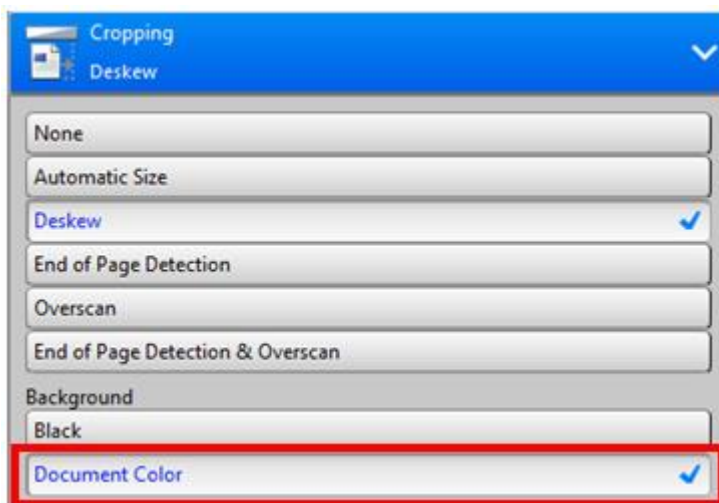 Cropping
Deskew
None
Automatic Size
Deskew
End of Page Detection
Overscan
End of Page Detection & Overscan
Background
Black
Document Color